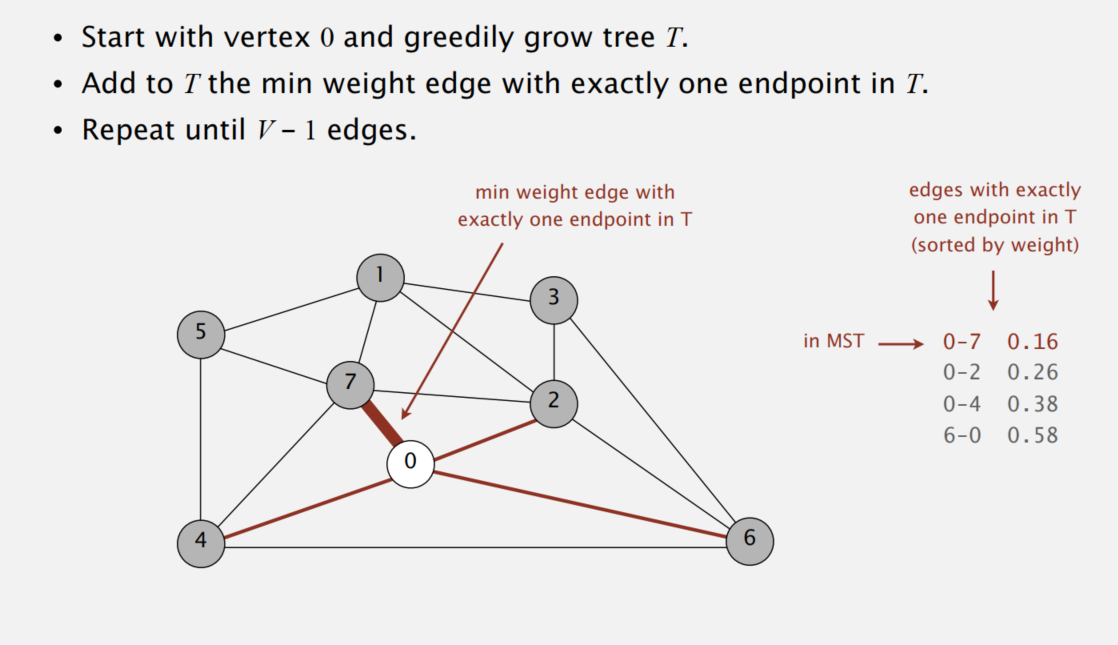 • Start with vertex 0 and greedily grow tree T.
• Add to T the min weight edge with exactly one endpoint in T.
• Repeat until V – 1 edges.
min weight edge with
exactly one endpoint in T
edges with exactly
one endpoint in T
(sorted by weight)
1
3
5
7
2
0
4
6
in MST
0-7 0.16
0-2 0.26
0-4 0.38
6-0 0.58